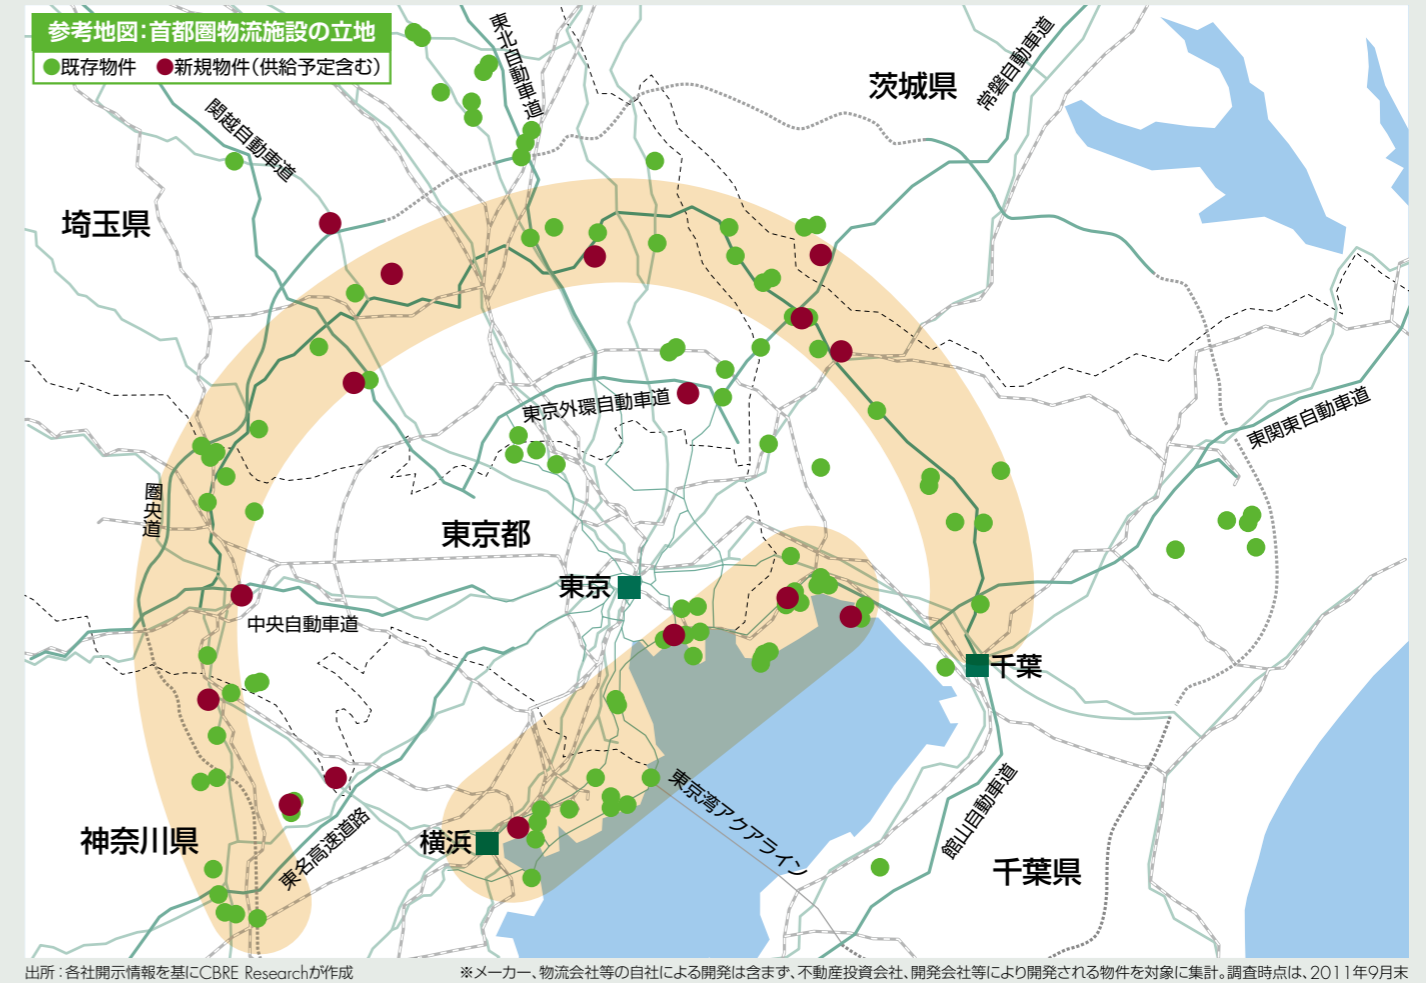 参考地図：首都圏物流施設の立地
●既存物件 ●新規物件（供給予定含む）
東北自動車道
常磐自動車道
茨城県
関越自動車道
埼玉県
東京外環自動車道
東関東自動車道
圏央道
東京都
東京
中央自動車道
千葉
東京湾アクアライン
館山自動車道
神奈川県
東名高速道路
横浜
千葉県
出所：各社開示情報を基にCBRE Researchが作成
※メーカー、物流会社等の自社による開発は含まず、不動産投資会社、開発会社等により開発される物件を対象に集計。調査時点は、2011年9月末